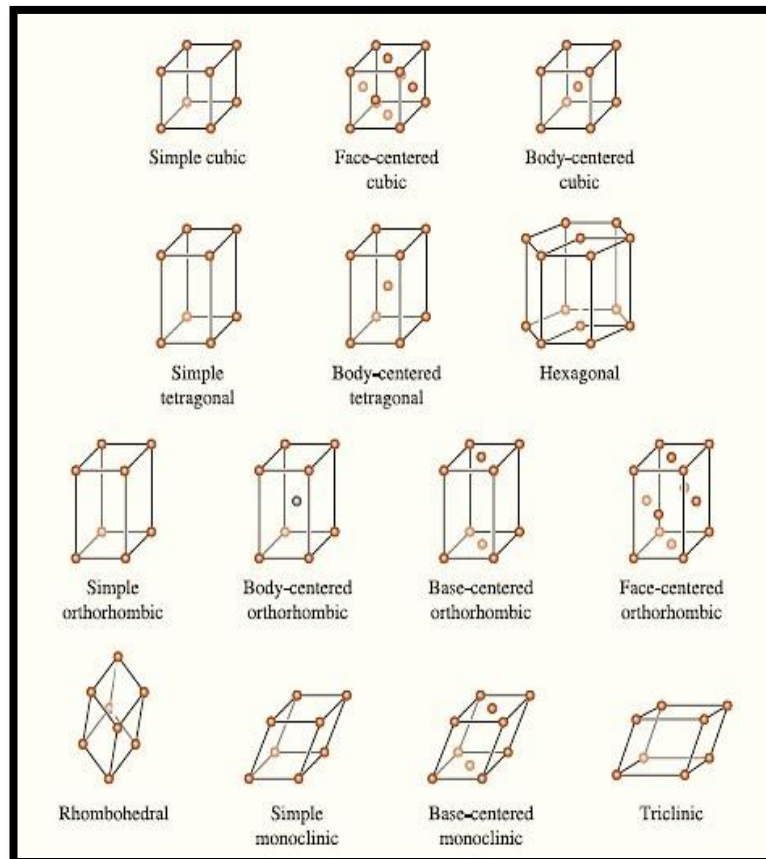 Simple cubic
Face-centered
cubic
Body-centered
cubic
Simple
tetragonal
Body-centered
tetragonal
Hexagonal
Simple
orthorhombic
Body-centered
orthorhombic
Base-centered
orthorhombic
Face-centered
orthorhombic
Rhombohedral
Simple
monoclinic
Base-centered
monoclinic
Triclinic